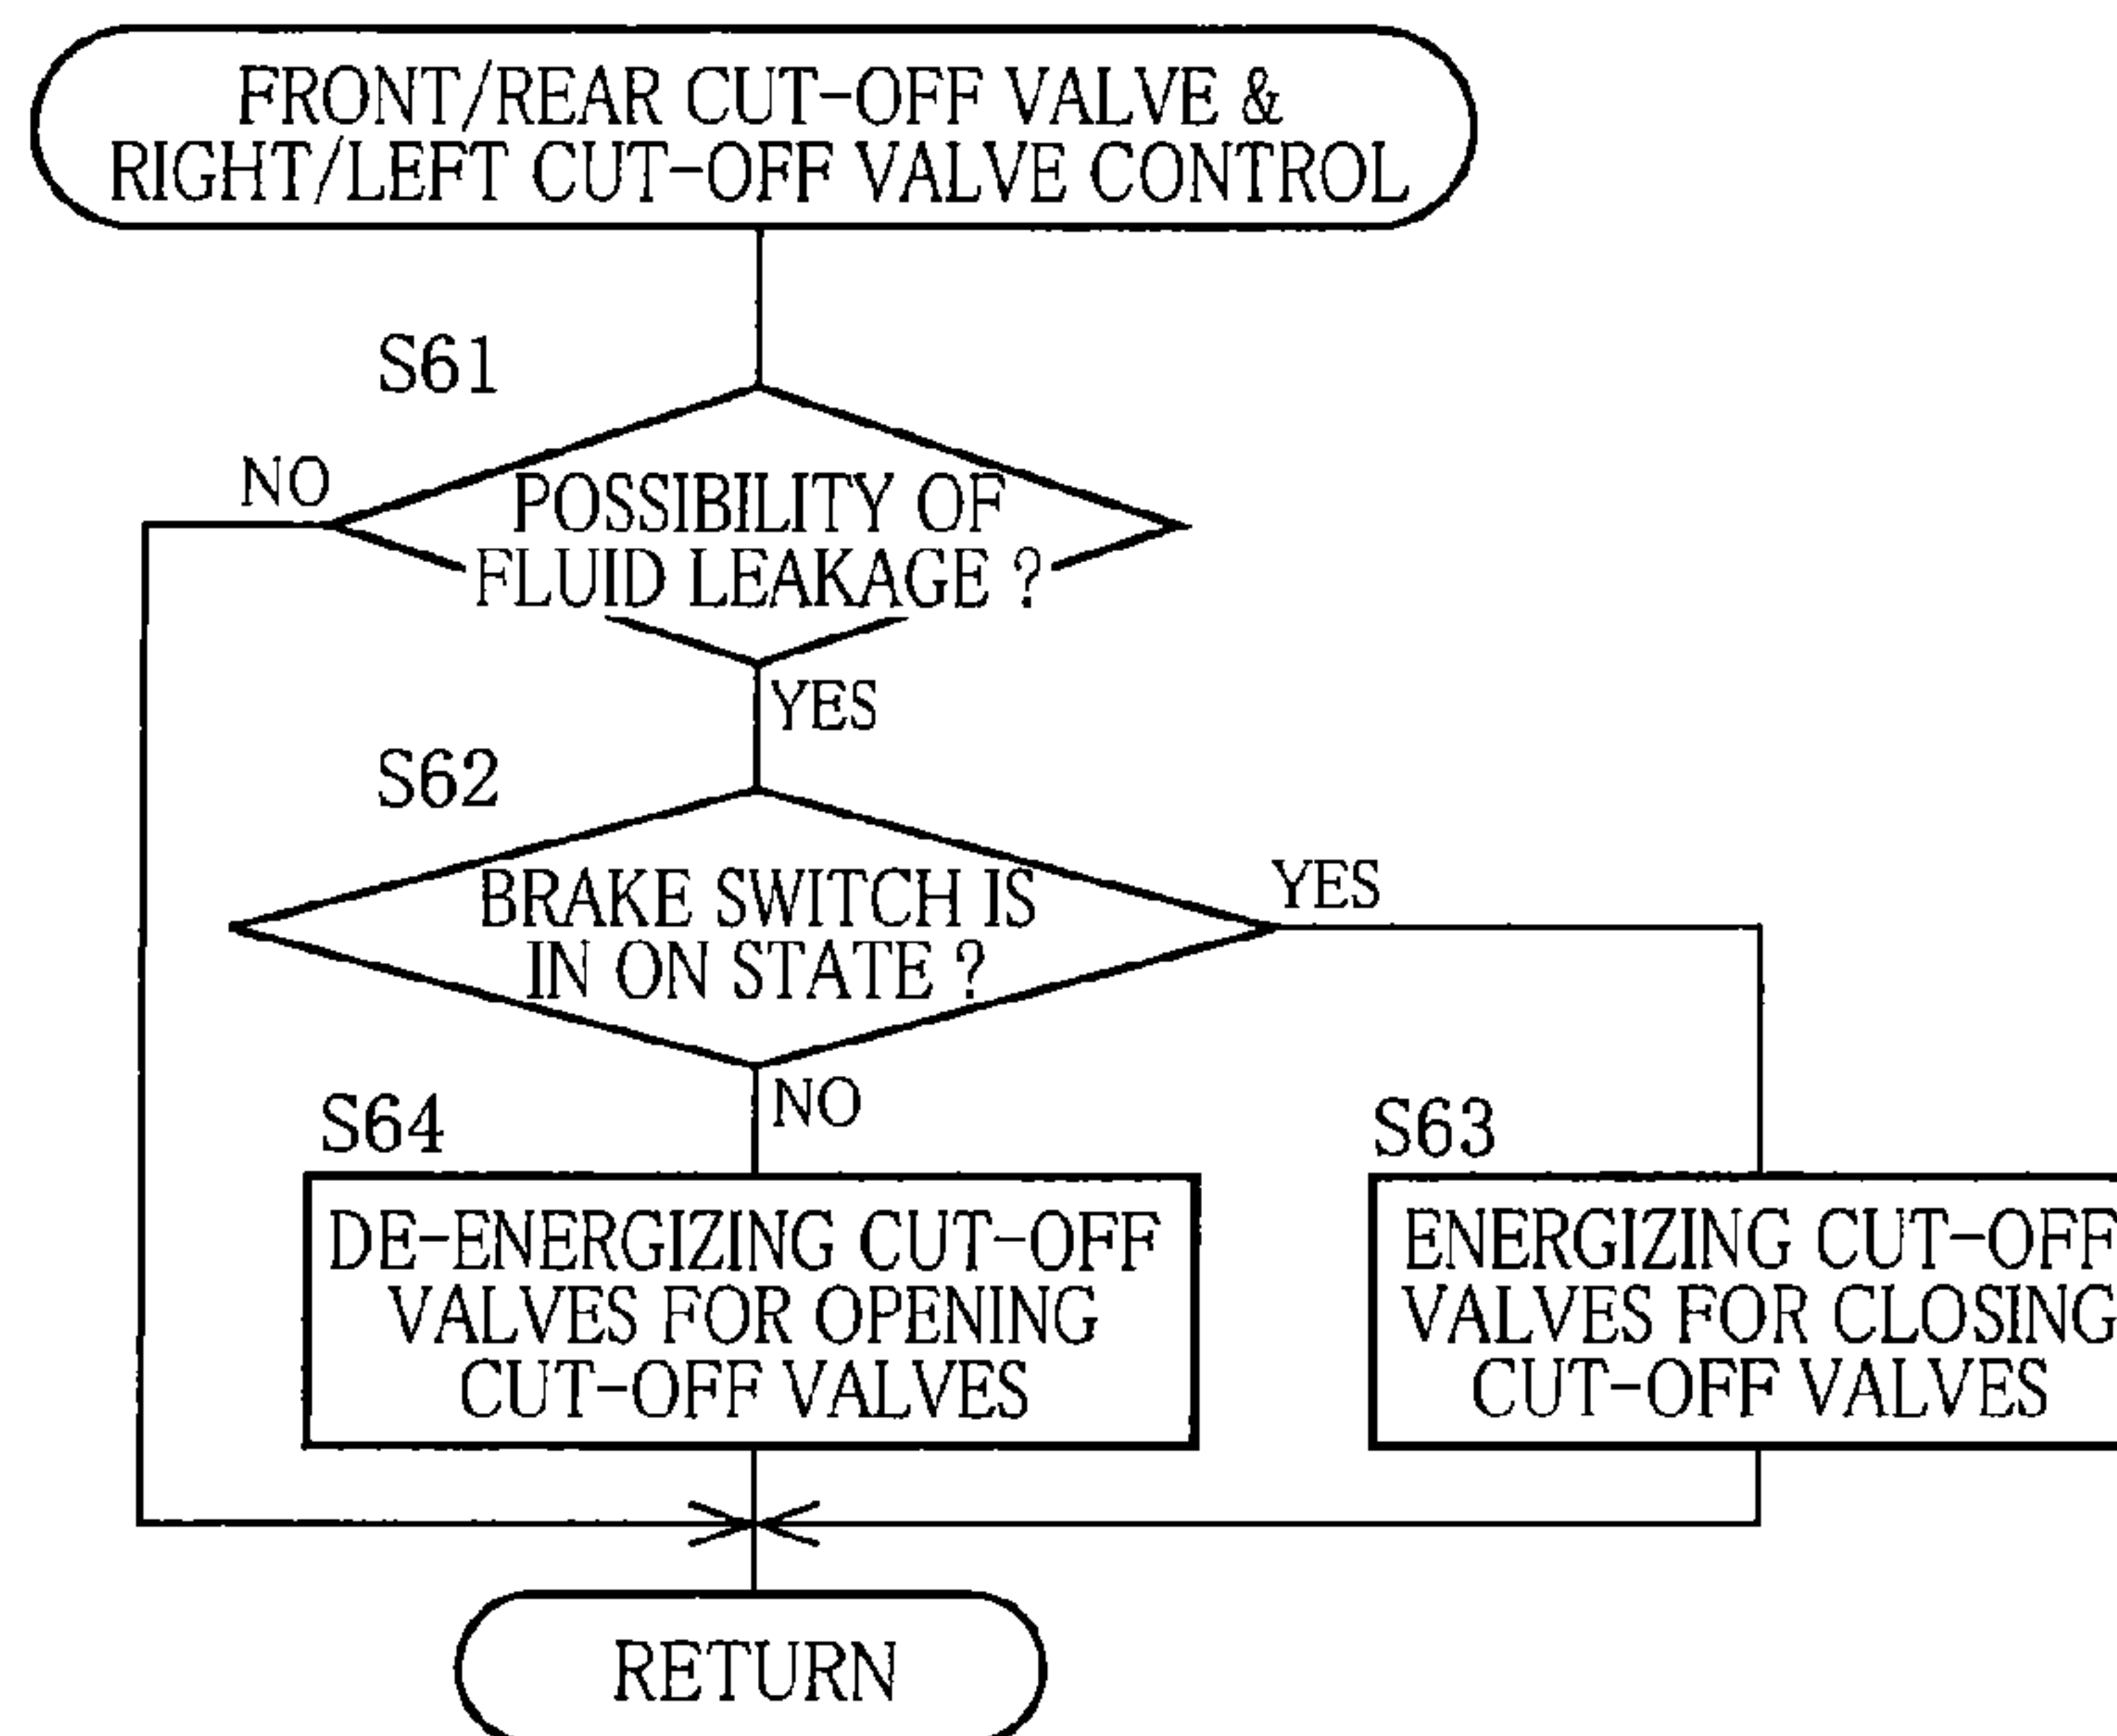 FRONT/REAR CUT-OFF VALVE &
RIGHT/LEFT CUT-OFF VALVE CONTROL
S61
NO
POSSIBILITY OF
FLUID LEAKAGE ?
YES
S62
BRAKE SWITCH IS
IN ON STATE ?
YES
NO
S64
DE-ENERGIZING CUT-OFF
VALVES FOR OPENING
CUT-OFF VALVES
S63
ENERGIZING CUT-OFF
VALVES FOR CLOSING
CUT-OFF VALVES
RETURN